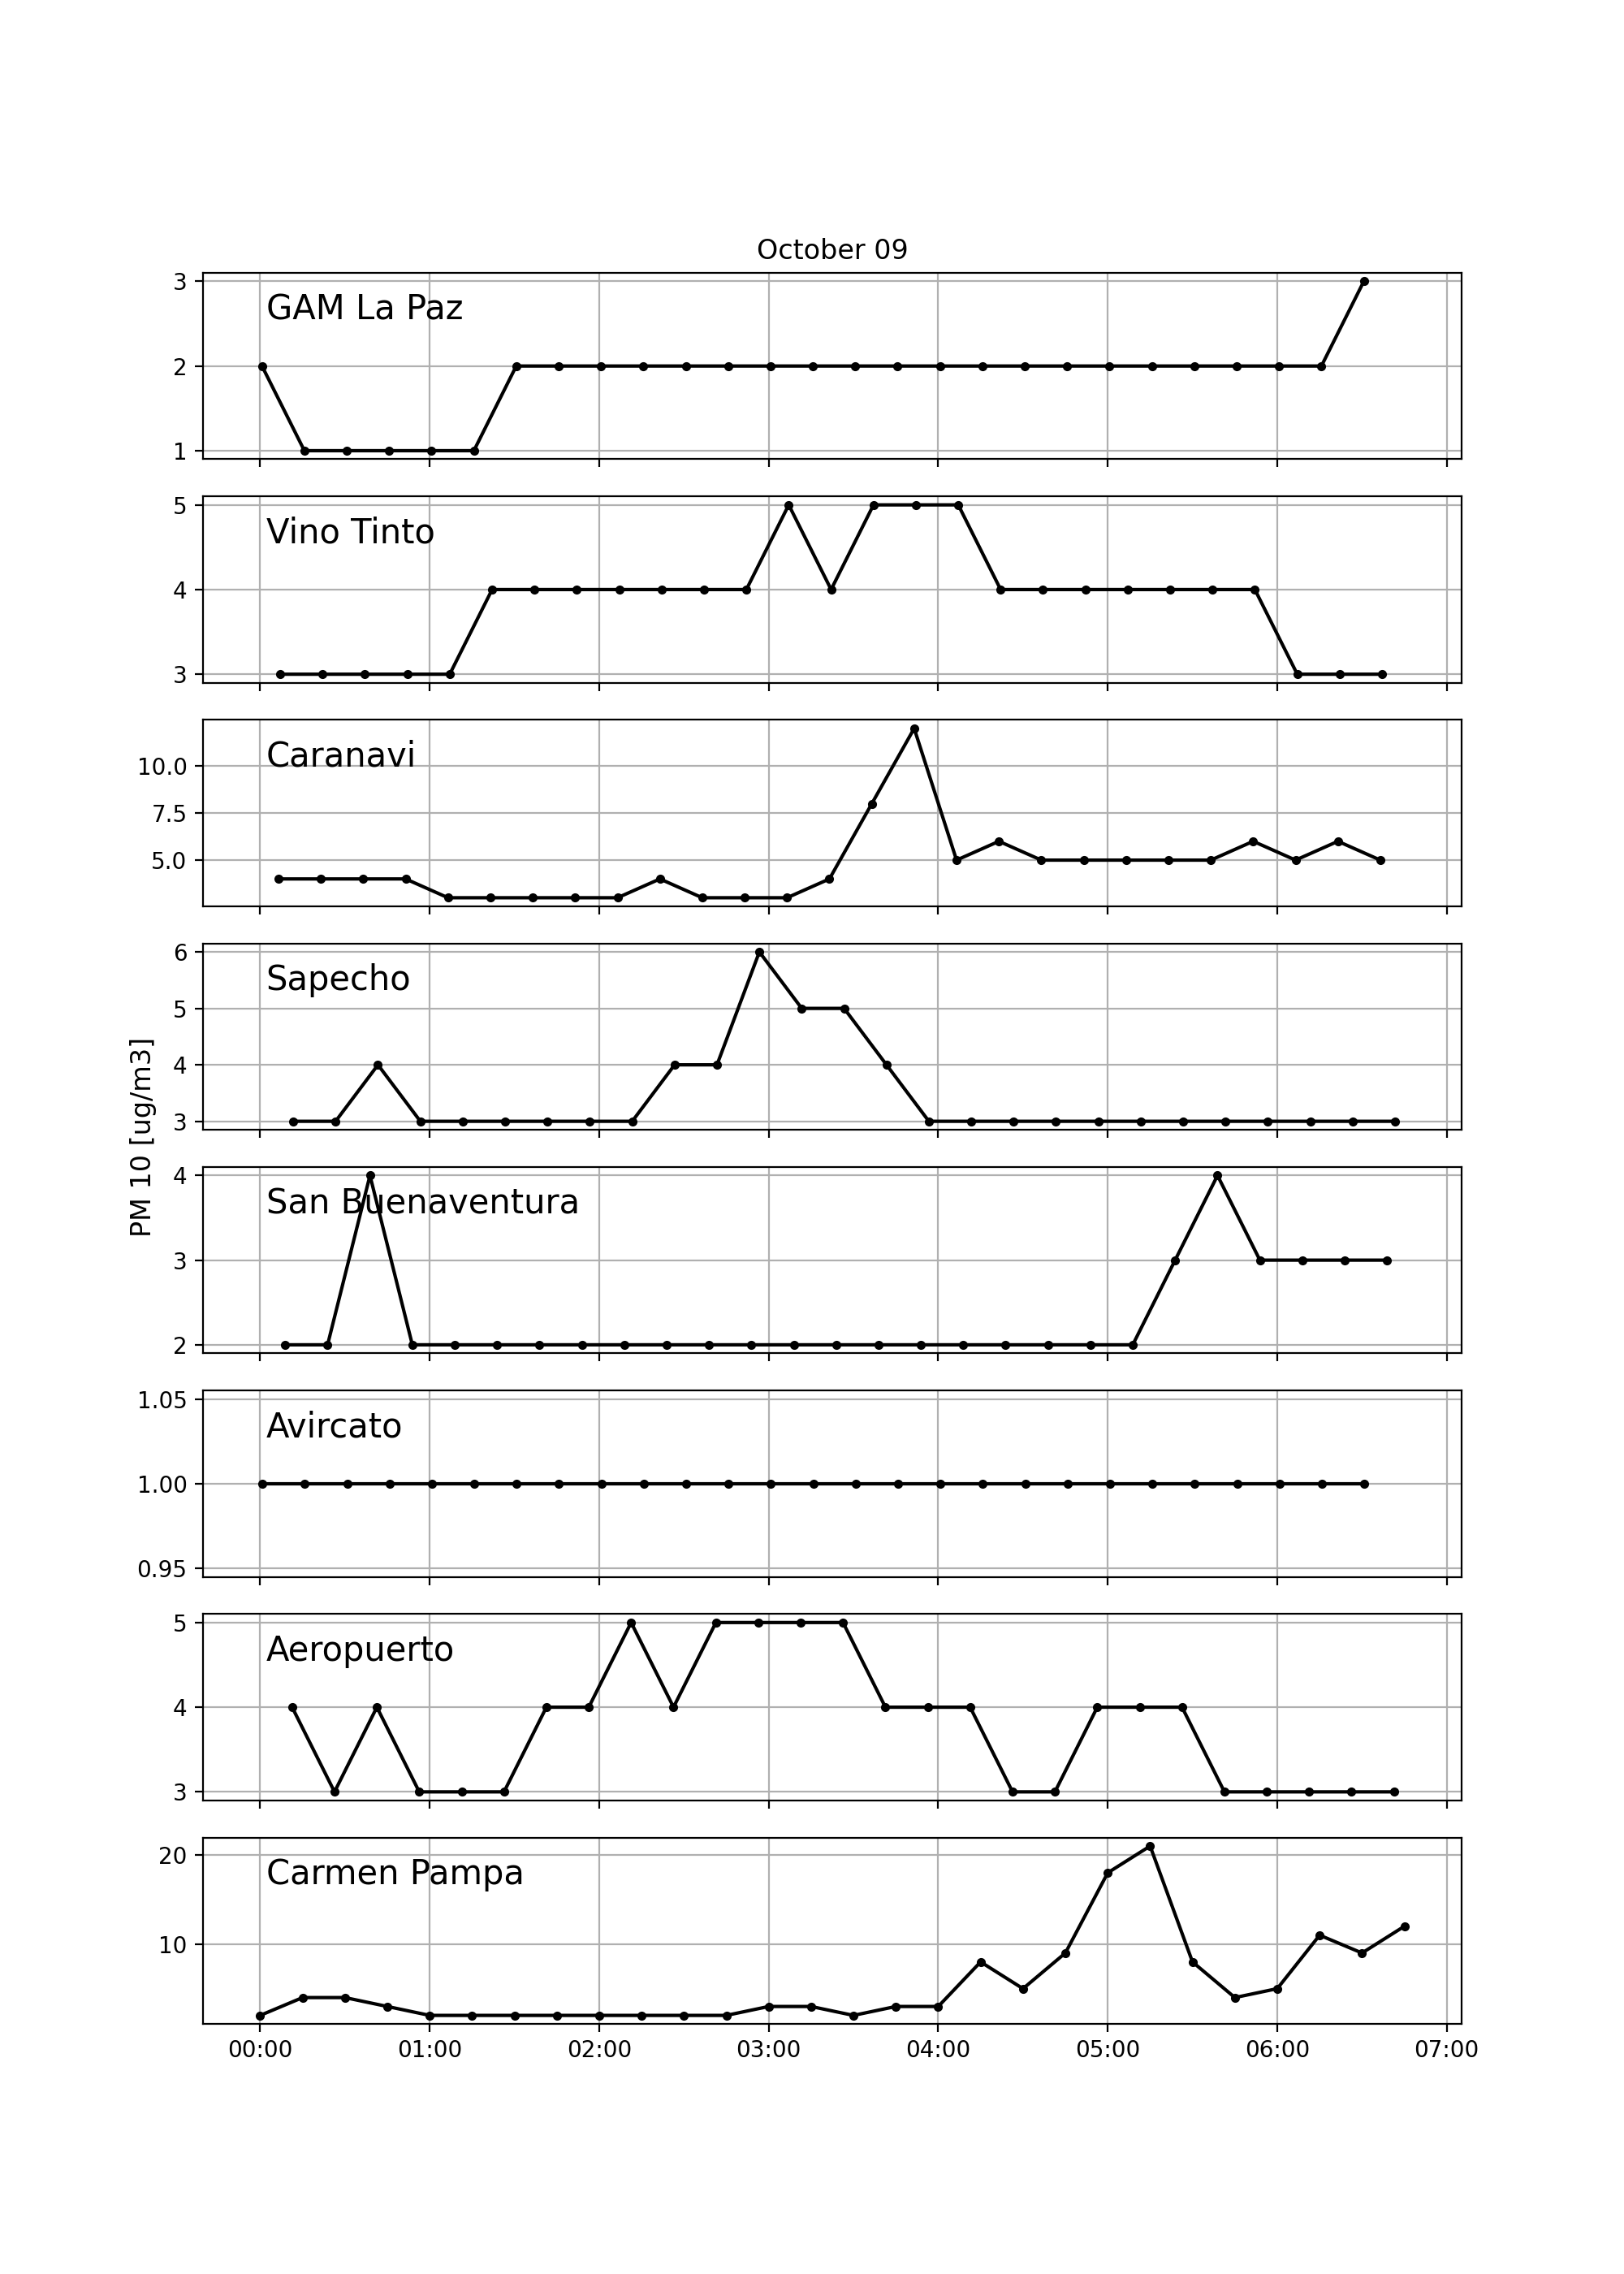 October 09
3
GAM La Paz
2
1
5
Vino Tinto
4
3
Caranavi
10.0
7.5
5.0
6
Sapecho
5
4
3
PM 10 [ug/m3]
4
San Buenaventura
3
2
1.05
Avircato
1.00
0.95
5
Aeropuerto
4
3
20
Carmen Pampa
10
00:00 01:00 02:00 03:00 04:00 05:00 06:00 07:00